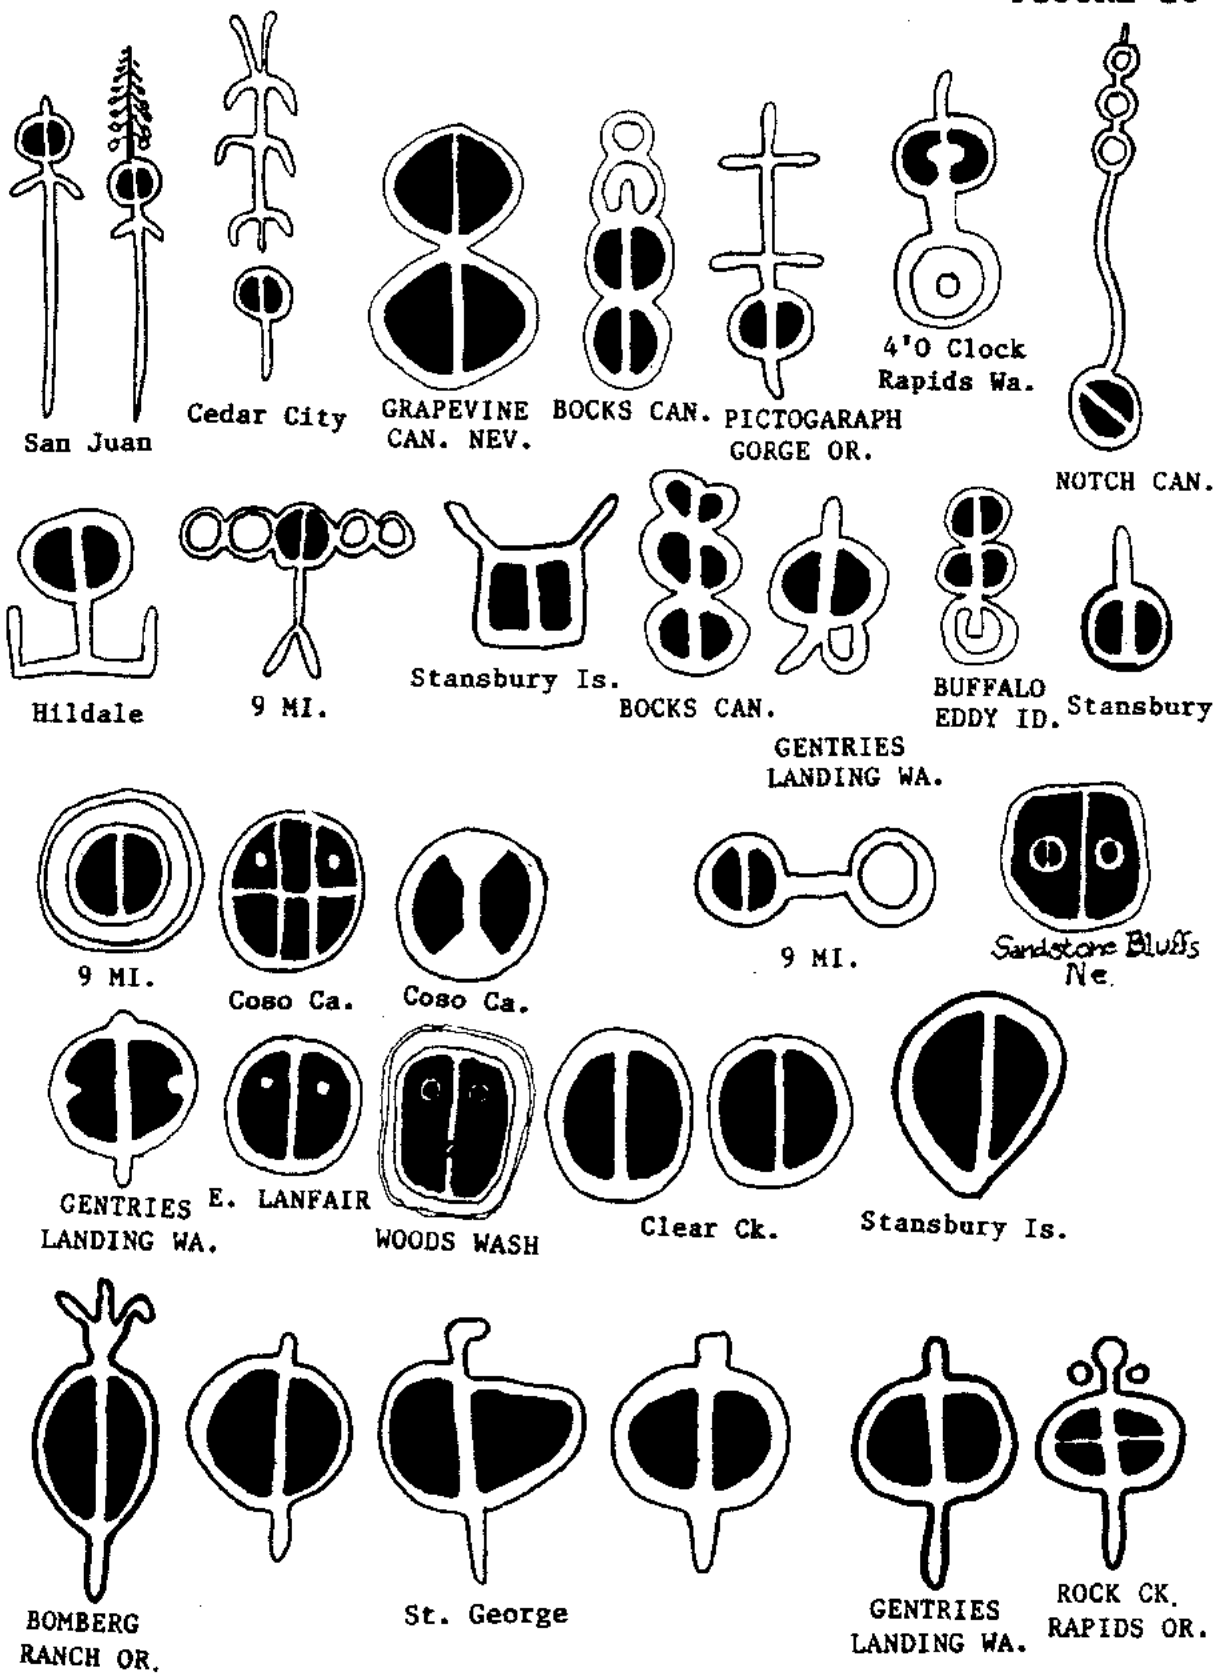 San Juan
Cedar City
GRAPEVINE
CAN. NEV.
BOCKS CAN.
PICTOGARAPH
GORGE OR.
4'O Clock
Rapids Wa.
NOTCH CAN.
Hildale
9 MI.
Stansbury Is.
BOCKS CAN.
GENTRIES
LANDING WA.
BUFFALO
EDDY ID.
Stansbury
9 MI.
Coso Ca.
Coso Ca.
9 MI.
Sandstone Bluffs
Ne.
GENTRIES
LANDING WA.
E. LANFAIR
WOODS WASH
Clear Ck.
Stansbury Is.
BOMBERG
RANCH OR.
St. George
GENTRIES
LANDING WA.
ROCK CK.
RAPIDS OR.